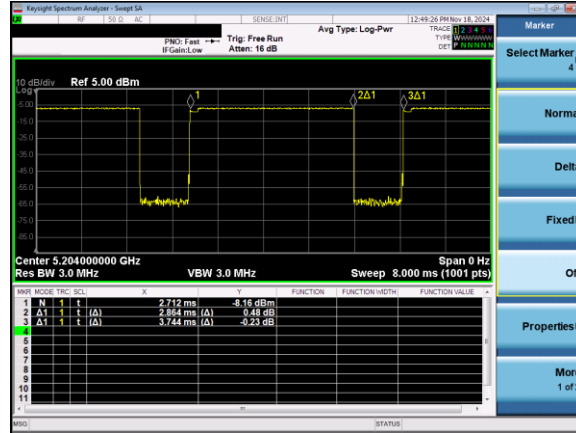 Keysight Spectrum Analyzer - Swept SA
RF 50 Ω AC SENSE:INT 12:49:26 PM Nov 18, 2024
Avg Type: Log-Pwr TRACE 1 2 3 4 5 6
PNO: Fast Trig: Free Run TYPE WWWWWW
IFGain:Low Atten: 16 dB DET P NNNNN
10 dB/div Ref 5.00 dBm
Log
1 2Δ1 3Δ1
-5.00
-15.0
-25.0
-35.0
-45.0
-55.0
-65.0
-75.0
-85.0
Center 5.204000000 GHz Span 0 Hz
Res BW 3.0 MHz VBW 3.0 MHz Sweep 8.000 ms (1001 pts)
MKR MODE TRC SCL X Y FUNCTION FUNCTION WIDTH FUNCTION VALUE
1 N 1 t 2.712 ms -8.16 dBm
2 Δ1 1 t (Δ) 2.864 ms (Δ) 0.48 dB
3 Δ1 1 t (Δ) 3.744 ms (Δ) -0.23 dB
4
5
6
7
8
9
10
11
MSG STATUS
Marker
Select Marker
4
Norma
Delt
Fixed
Of
Properties
Mor
1 of